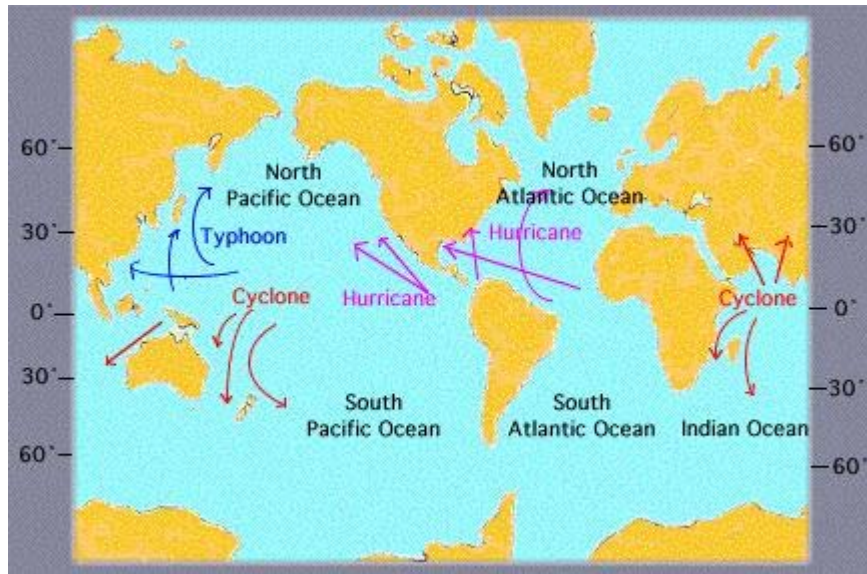 60°
30°
0°
30°
60°
North
Pacific Ocean
North
Atlantic Ocean
Typhoon
Hurricane
Cyclone
Hurricane
Cyclone
South
Pacific Ocean
South
Atlantic Ocean
Indian Ocean
60°
30°
0°
30°
60°